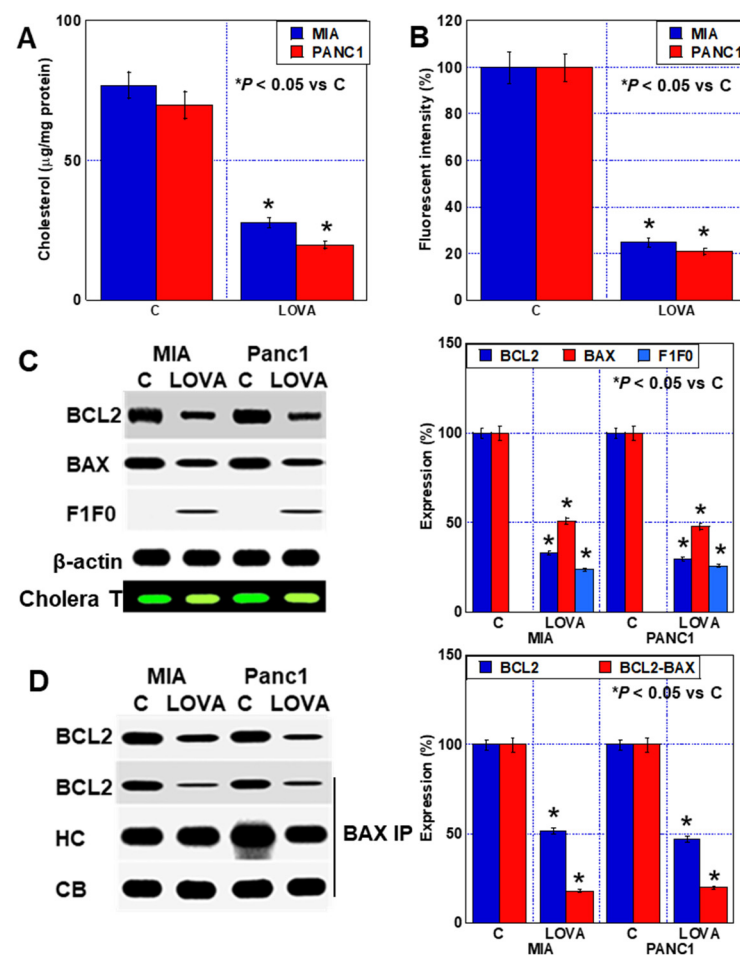 A
100
50
0
Cholesterol (µg/mg protein)
MIA
PANC1
*P < 0.05 vs C
*
*
C
LOVA
B
120
100
80
60
40
20
0
Fluorescent intensity (%)
MIA
PANC1
*P < 0.05 vs C
*
*
C
LOVA
C
MIA Panc1
C LOVA C LOVA
BCL2
BAX
F1F0
β-actin
Cholera T
150
100
50
0
Expression (%)
BCL2 BAX F1F0
*P < 0.05 vs C
* * *
* * *
C LOVA C LOVA
MIA PANC1
D
MIA Panc1
C LOVA C LOVA
BCL2
BCL2
HC
CB
BAX IP
150
100
50
0
Expression (%)
BCL2 BCL2-BAX
*P < 0.05 vs C
* *
* *
C LOVA C LOVA
MIA PANC1